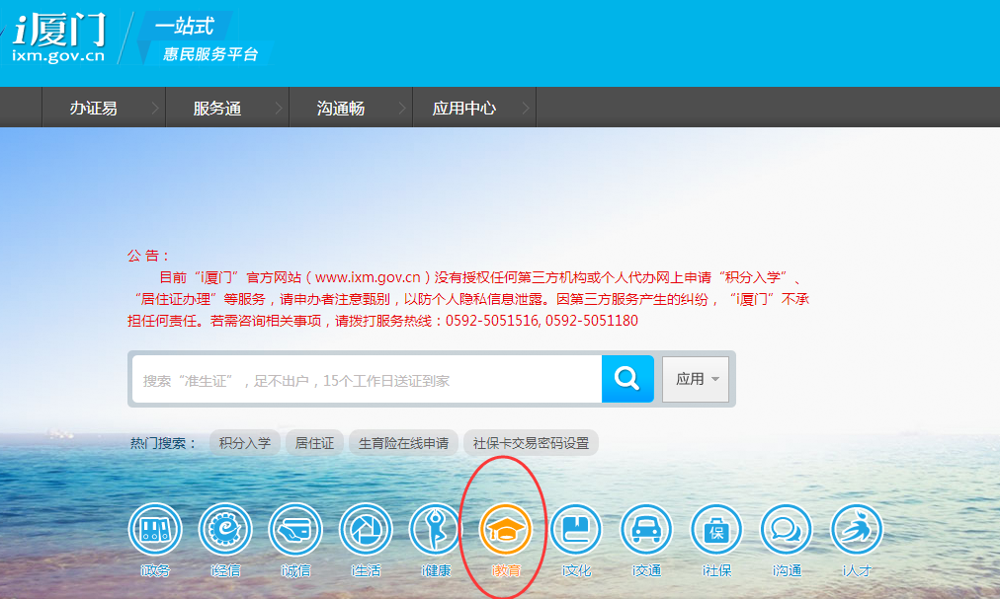 i厦门
ixm.gov.cn
一站式
惠民服务平台
办证易 服务通 沟通畅 应用中心
公 告：
目前“i厦门”官方网站（www.ixm.gov.cn）没有授权任何第三方机构或个人代办网上申请“积分入学”、
“居住证办理”等服务，请申办者注意甄别，以防个人隐私信息泄露。因第三方服务产生的纠纷，“i厦门”不承
担任何责任。若需咨询相关事项，请拨打服务热线：0592-5051516, 0592-5051180
搜索“准生证”，足不出户，15个工作日送证到家 应用
热门搜索： 积分入学 居住证 生育险在线申请 社保卡交易密码设置
保
i政务 i经信 i诚信 i生活 i健康 i教育 i文化 i交通 i社保 i沟通 i人才